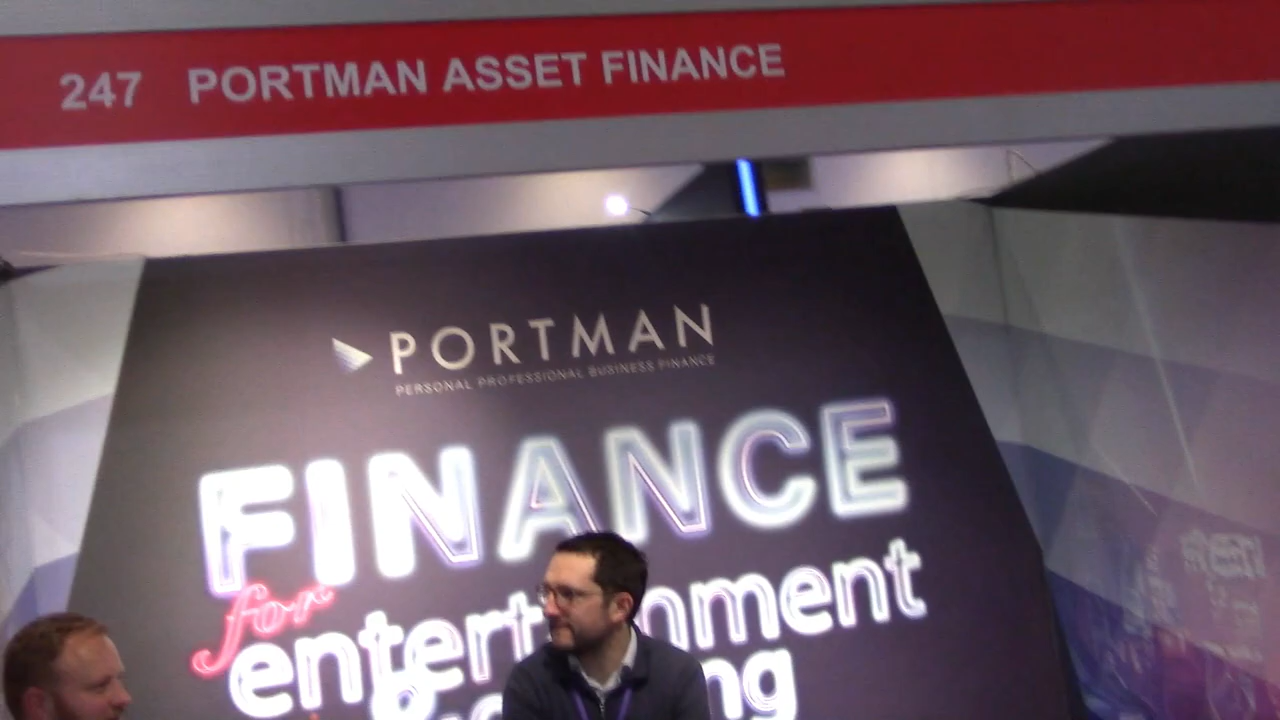 247 PORTMAN ASSET FINANCE
PORTMAN
PERSONAL PROFESSIONAL BUSINESS FINANCE
FINANCE
for